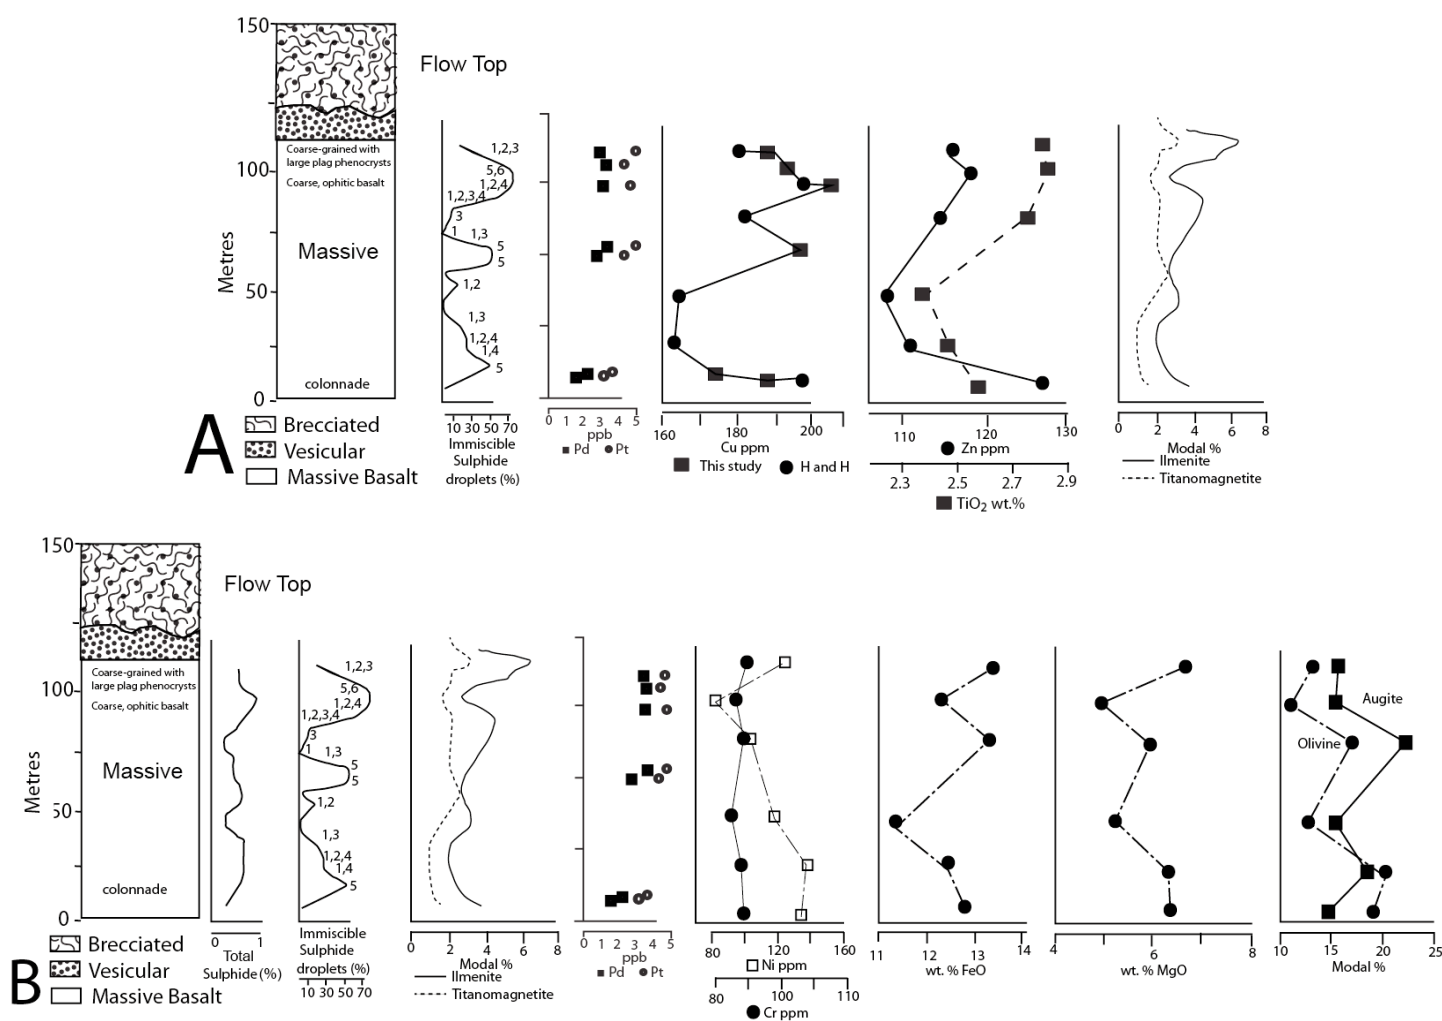 150
Flow Top
Coarse-grained with
large plag phenocrysts
100
Coarse, ophitic basalt
Massive
Metres
50
colonnade
0
A
Brecciated
Vesicular
Massive Basalt
1,2,3
5,6
1,2,4
1,2,3,4
3
1
1,3
5
5
1,2
1,3
1,2,4
1,4
5
10 30 50 70
Immiscible
Sulphide
droplets (%)
0 1 2 3 4 5
ppb
Pd Pt
160 180 200
Cu ppm
This study H and H
110 120 130
Zn ppm
2.3 2.5 2.7 2.9
TiO2 wt.%
0 2 4 6 8
Modal %
Ilmenite
Titanomagnetite
150
Flow Top
Coarse-grained with
large plag phenocrysts
100
Coarse, ophitic basalt
Massive
Metres
50
colonnade
0
B
Brecciated
Vesicular
Massive Basalt
0 1
Total
Sulphide (%)
1,2,3
5,6
1,2,4
1,2,3,4
3
1
1,3
5
5
1,2
1,3
1,2,4
1,4
5
Immiscible
Sulphide
droplets (%)
10 30 50 70
0 2 4 6 8
Modal %
Ilmenite
Titanomagnetite
0 1 2 3 4 5
ppb
Pd Pt
80 120 160
Ni ppm
80 100 110
Cr ppm
11 12 13 14
wt. % FeO
4 6 8
wt. % MgO
Augite
Olivine
10 15 20 25
Modal %